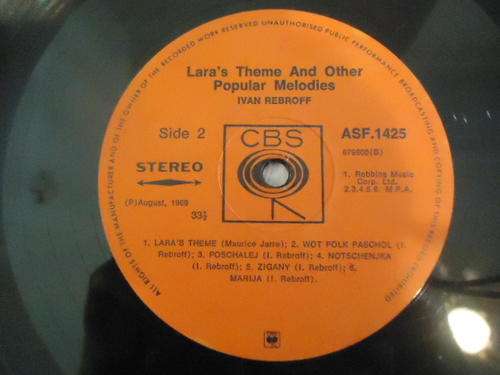 ALL RIGHTS OF THE MANUFACTURER AND OF THE OWNER OF THE RECORDED WORK RESERVED UNAUTHORISED PUBLIC PERFORMANCE BROADCASTING AND COPYING OF THIS RECORD PROHIBITED
Lara's Theme And Other
Popular Melodies
IVAN REBROFF
Side 2
CBS
ASF.1425
STEREO
1. Robbins Music
Corp. Ltd.
2.3.4.5.6. M.P.A.
(P)August, 1969
33⅓
1. LARA'S THEME (Maurice Jarre); 2. WOT POLK PASCHOL (I.
Rebroff); 3. POSCHALEJ (I. Rebroff); 4. NOTSCHENJKA
(I. Rebroff); 5. ZIGANY (I. Rebroff); 6.
MARIJA (I. Rebroff).